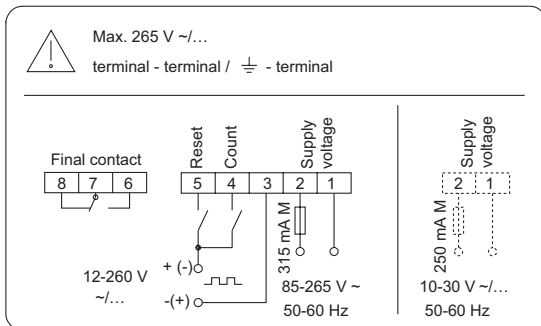 Max. 265 V ~/...
terminal - terminal / ⏚ - terminal
Final contact
8 7 6
Reset
Count
Supply voltage
5 4 3 2 1
315 mA M
12-260 V
~/...
+ (-)
-(+)
85-265 V ~
50-60 Hz
Supply voltage
2 1
250 mA M
10-30 V ~/...
50-60 Hz